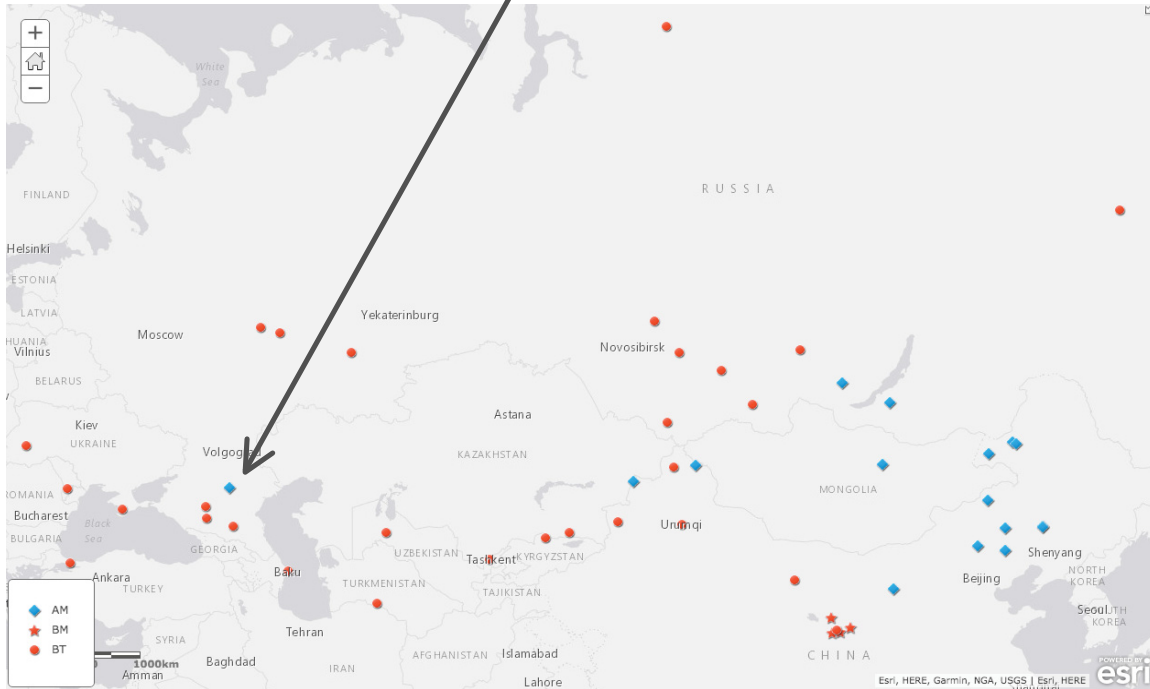 +
White
Sea
−
RUSSIA
FINLAND
Helsinki
ESTONIA
LATVIA
Yekaterinburg
Moscow
HUANIA
Novosibirsk
Vilnius
BELARUS
Astana
Kiev
UKRAINE
Volgograd
KAZAKHSTAN
MONGOLIA
ROMANIA
Bucharest
Black
Sea
Urumqi
BULGARIA
GEORGIA
UZBEKISTAN
Tashkent
KYRGYZSTAN
Shenyang
Baku
Ankara
TURKEY
TURKMENISTAN
TAJIKISTAN
Beijing
NORTH
KOREA
AM
Seoul
UTH
KOREA
BM
Tehran
SYRIA
BT
AFGHANISTAN
Islamabad
CHINA
1000km
Baghdad
IRAN
Amman
Lahore
POWERED BY
esri
Esri, HERE, Garmin, NGA, USGS | Esri, HERE